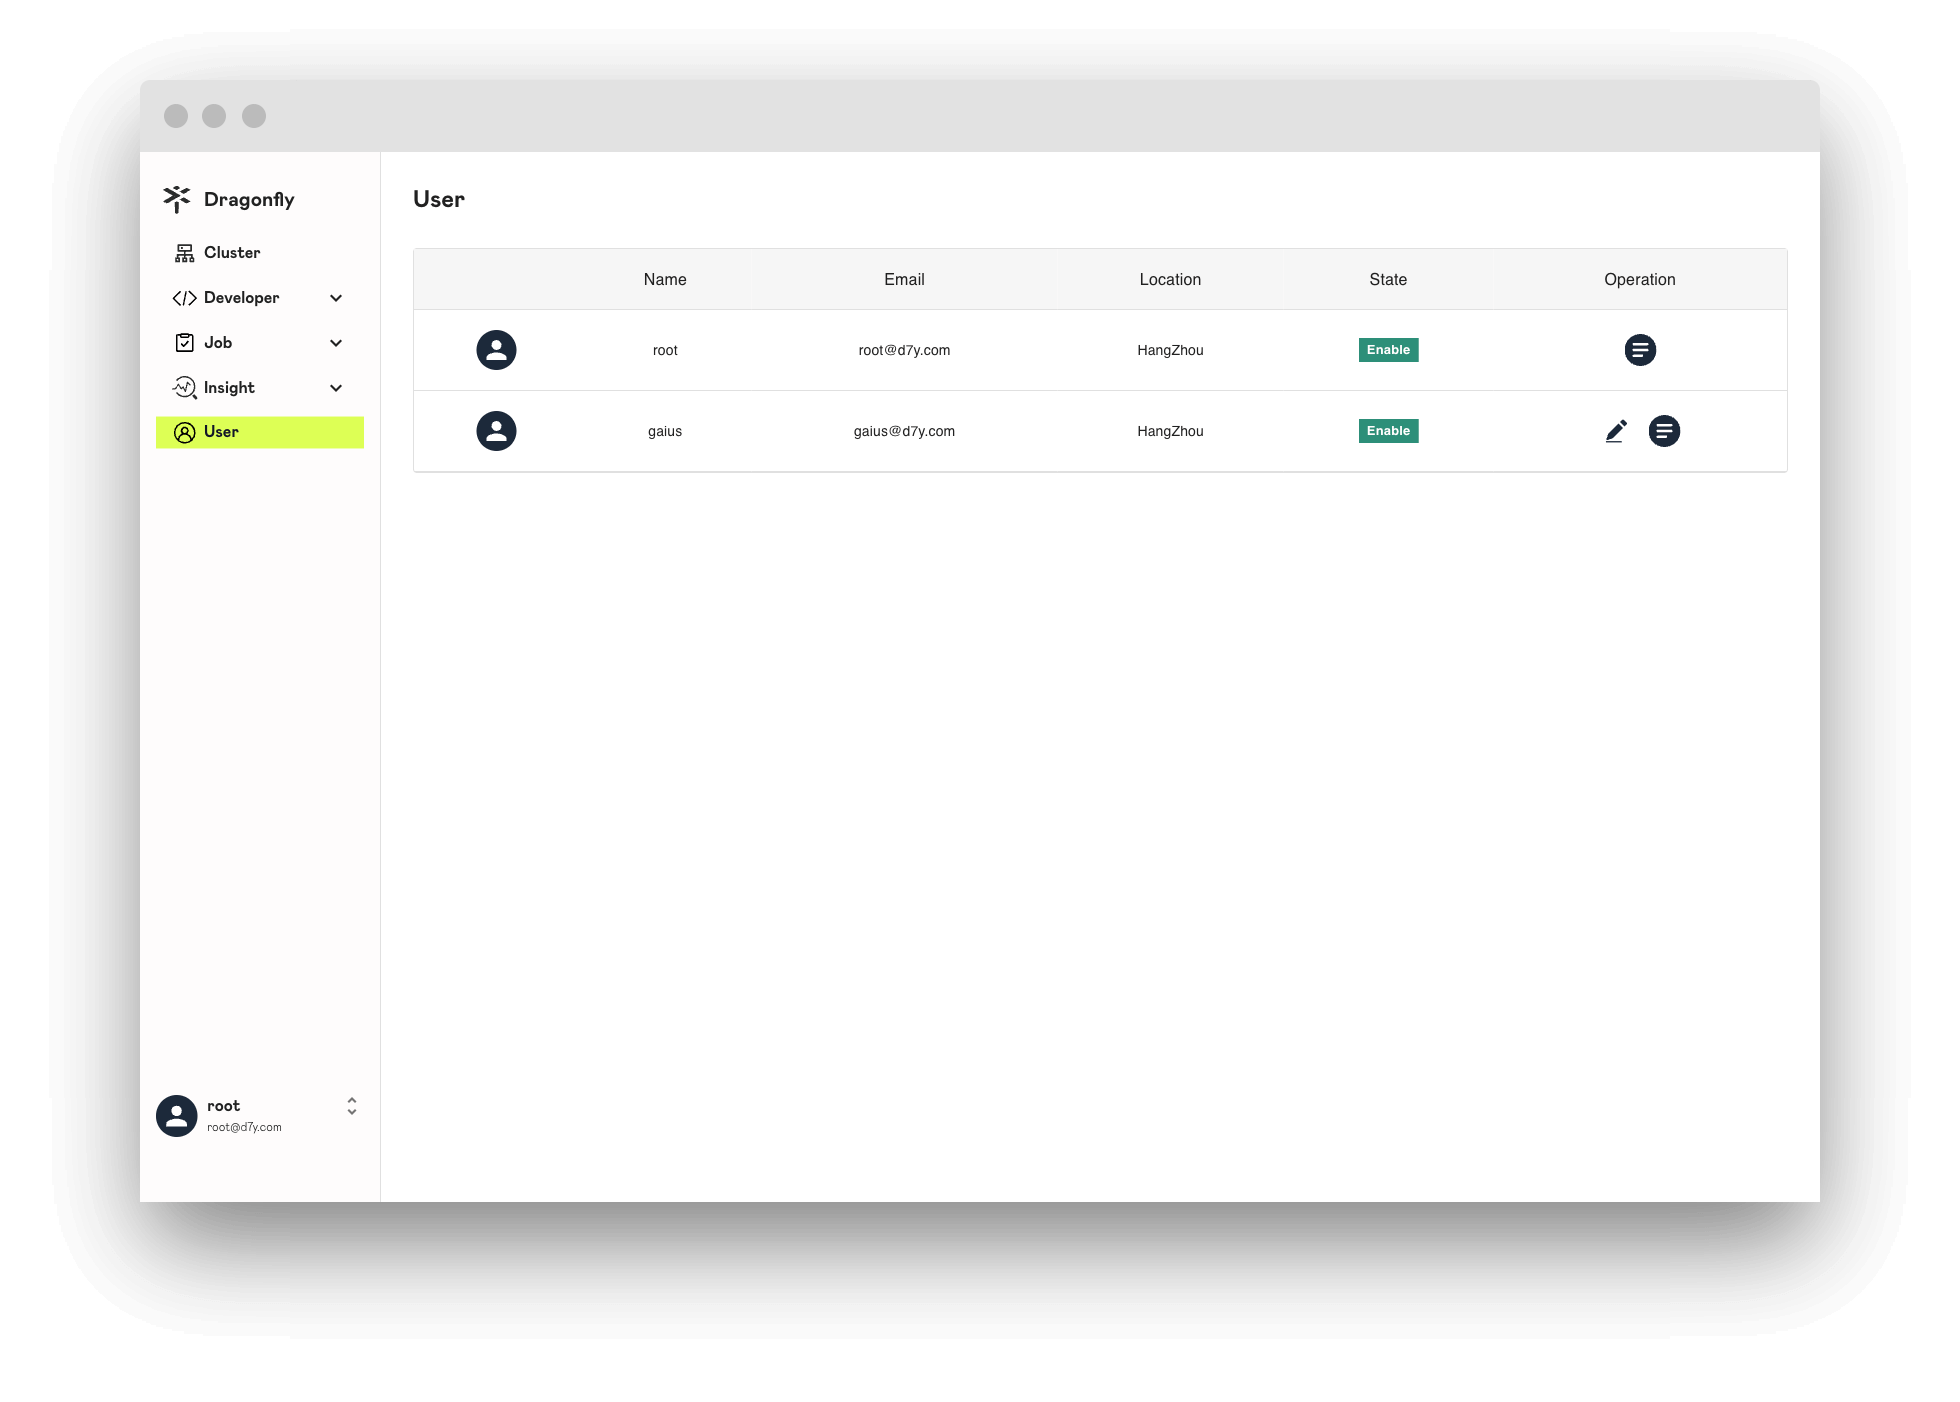 Dragonfly
Cluster
Developer
Job
Insight
User
root
root@d7y.com
User
Name Email Location State Operation
root root@d7y.com HangZhou Enable
gaius gaius@d7y.com HangZhou Enable